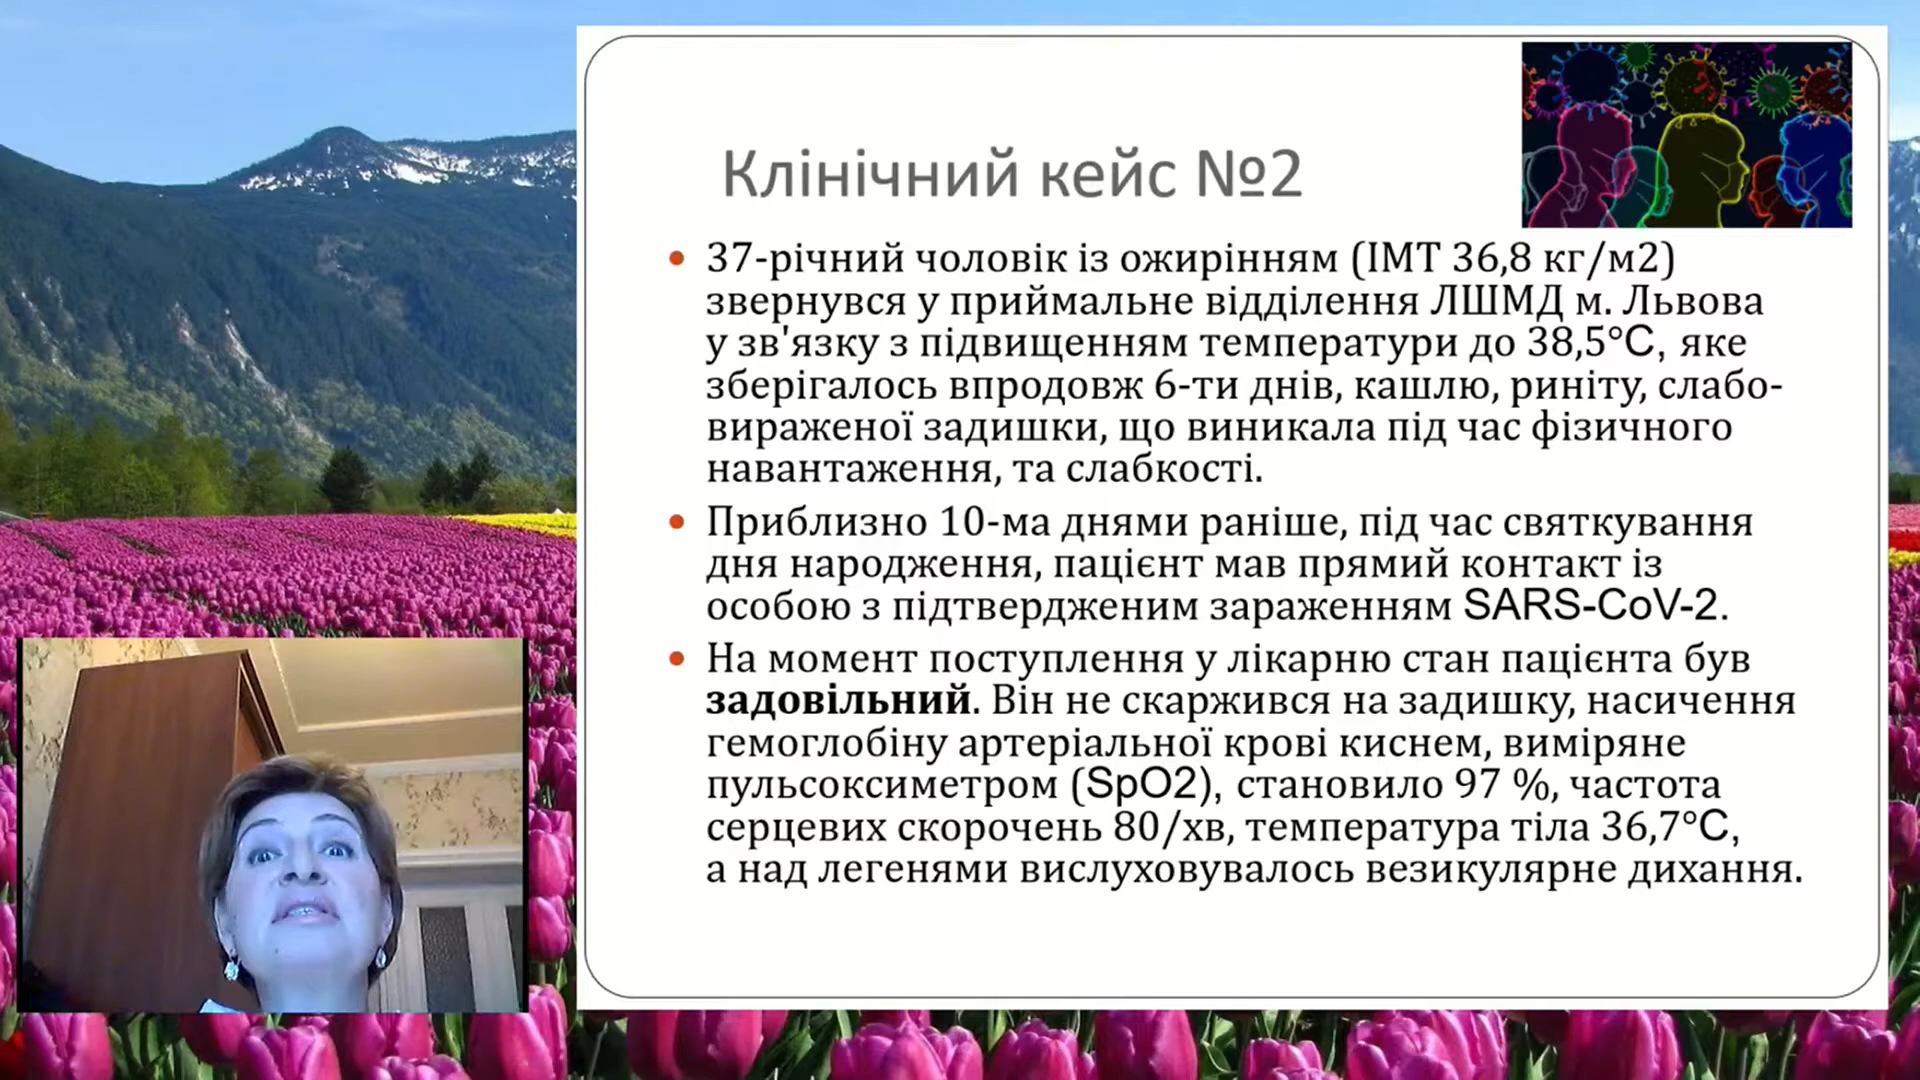 Клінічний кейс №2
• 37-річний чоловік із ожирінням (ІМТ 36,8 кг/м2)
звернувся у приймальне відділення ЛШМД м. Львова
у зв'язку з підвищенням температури до 38,5°С, яке
зберігалось впродовж 6-ти днів, кашлю, риніту, слабо-
вираженої задишки, що виникала під час фізичного
навантаження, та слабкості.
• Приблизно 10-ма днями раніше, під час святкування
дня народження, пацієнт мав прямий контакт із
особою з підтвердженим зараженням SARS-CoV-2.
• На момент поступлення у лікарню стан пацієнта був
задовільний. Він не скаржився на задишку, насичення
гемоглобіну артеріальної крові киснем, виміряне
пульсоксиметром (SpO2), становило 97 %, частота
серцевих скорочень 80/хв, температура тіла 36,7°С,
а над легенями вислуховувалось везикулярне дихання.